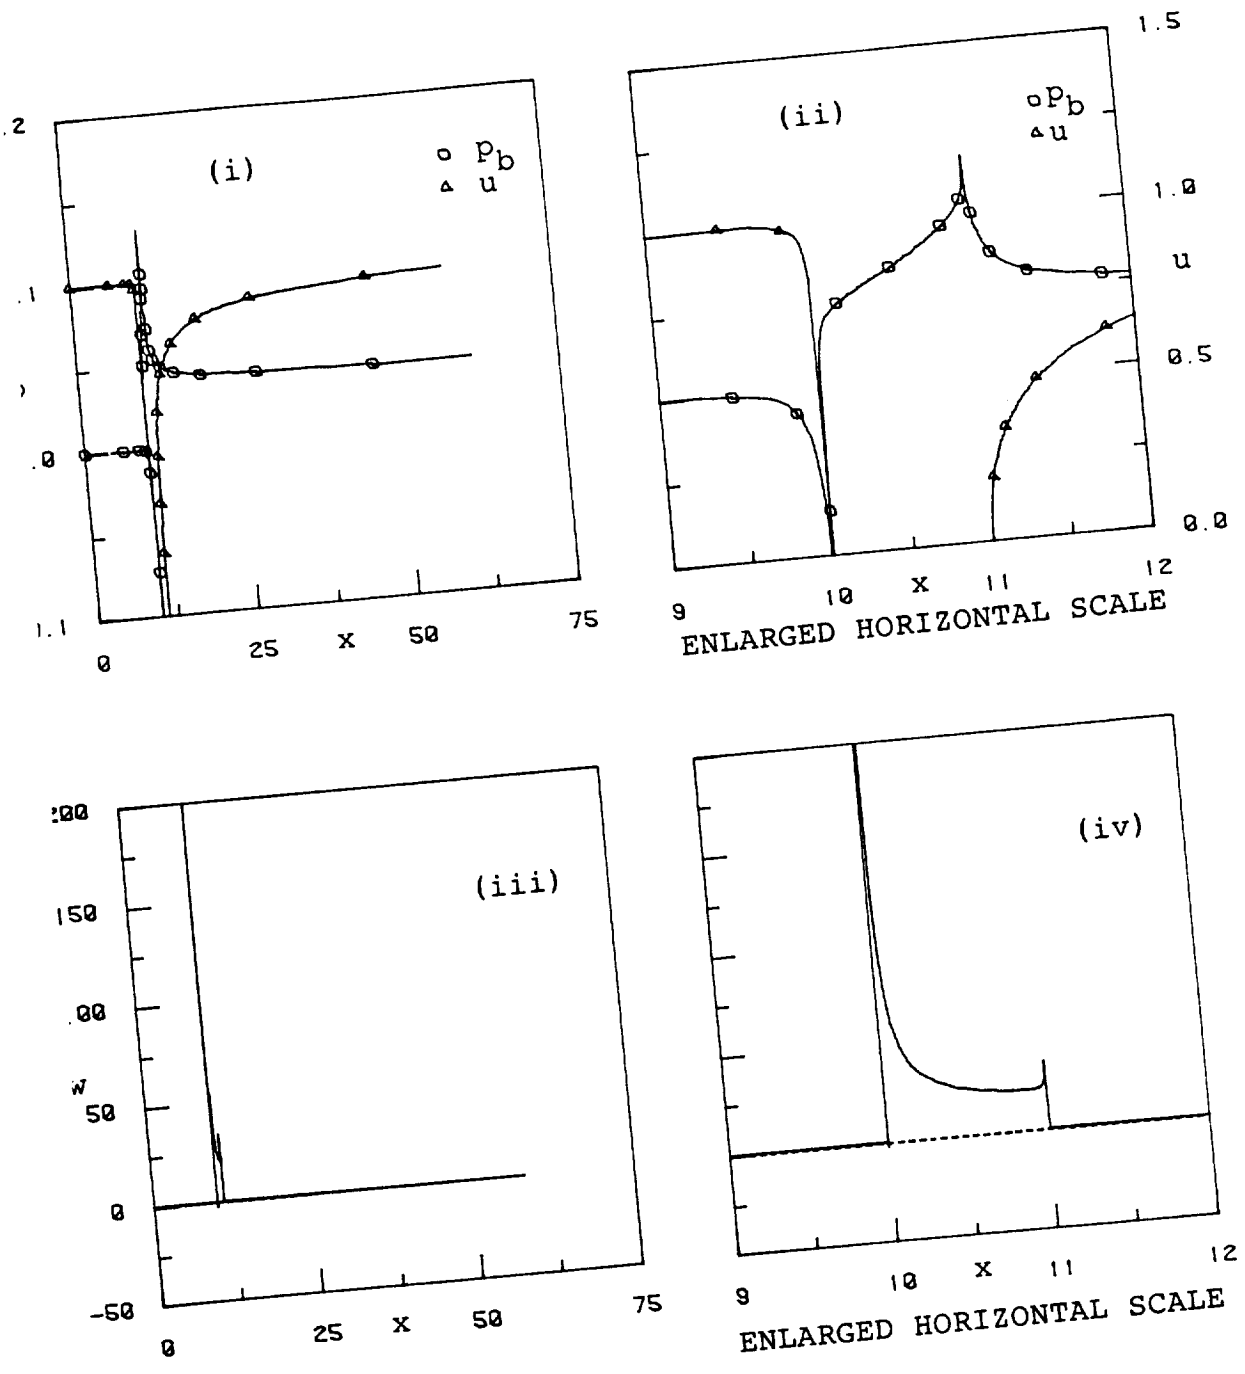 1.5
.2
(i)
o p_b
▵ u
(ii)
o p_b
▵ u
1.0
u
.1
0.5
.0
0.0
1.1
0
25
x
50
75
9
10
x
11
12
ENLARGED HORIZONTAL SCALE
200
(iii)
(iv)
150
.00
w
50
0
-50
0
25
x
50
75
9
10
x
11
12
ENLARGED HORIZONTAL SCALE